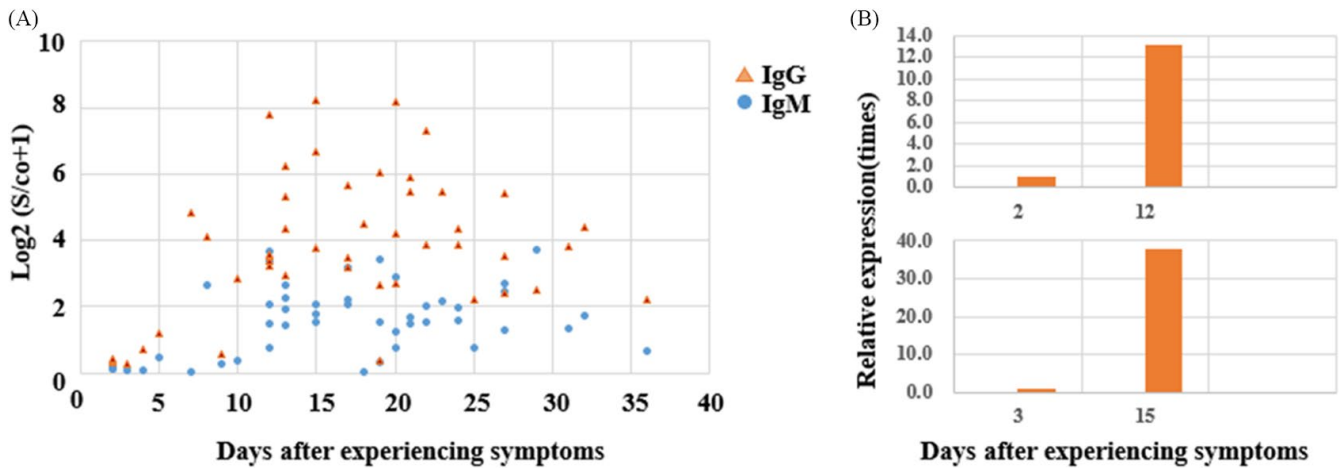 (A)
Log2 (S/co+1)
10
8
6
4
2
0
0 5 10 15 20 25 30 35 40
Days after experiencing symptoms
IgG
IgM
(B)
Relative expression(times)
14.0
12.0
10.0
8.0
6.0
4.0
2.0
0.0
2 12
40.0
30.0
20.0
10.0
0.0
3 15
Days after experiencing symptoms